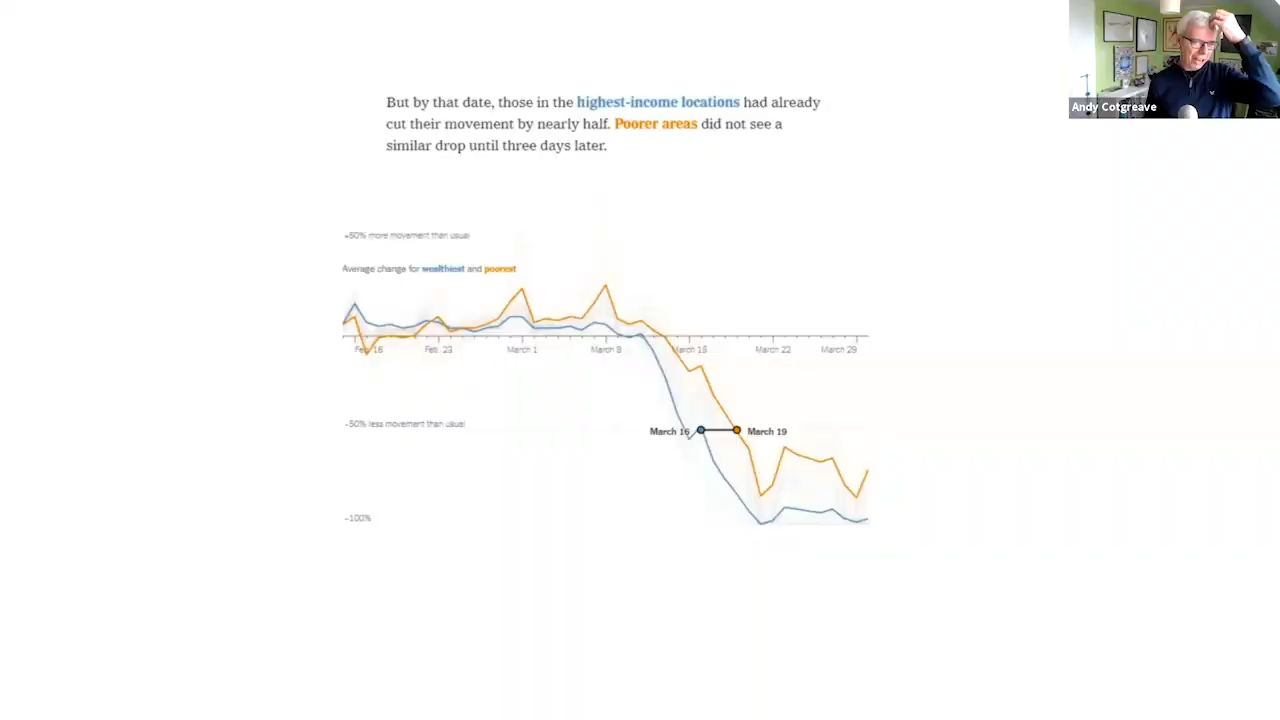 But by that date, those in the highest-income locations had already
cut their movement by nearly half. Poorer areas did not see a
similar drop until three days later.
Andy Cotgreave
+50% more movement than usual
Average change for wealthiest and poorest
Feb. 16
Feb. 23
March 1
March 8
March 15
March 22
March 29
-50% less movement than usual
March 16
March 19
-100%